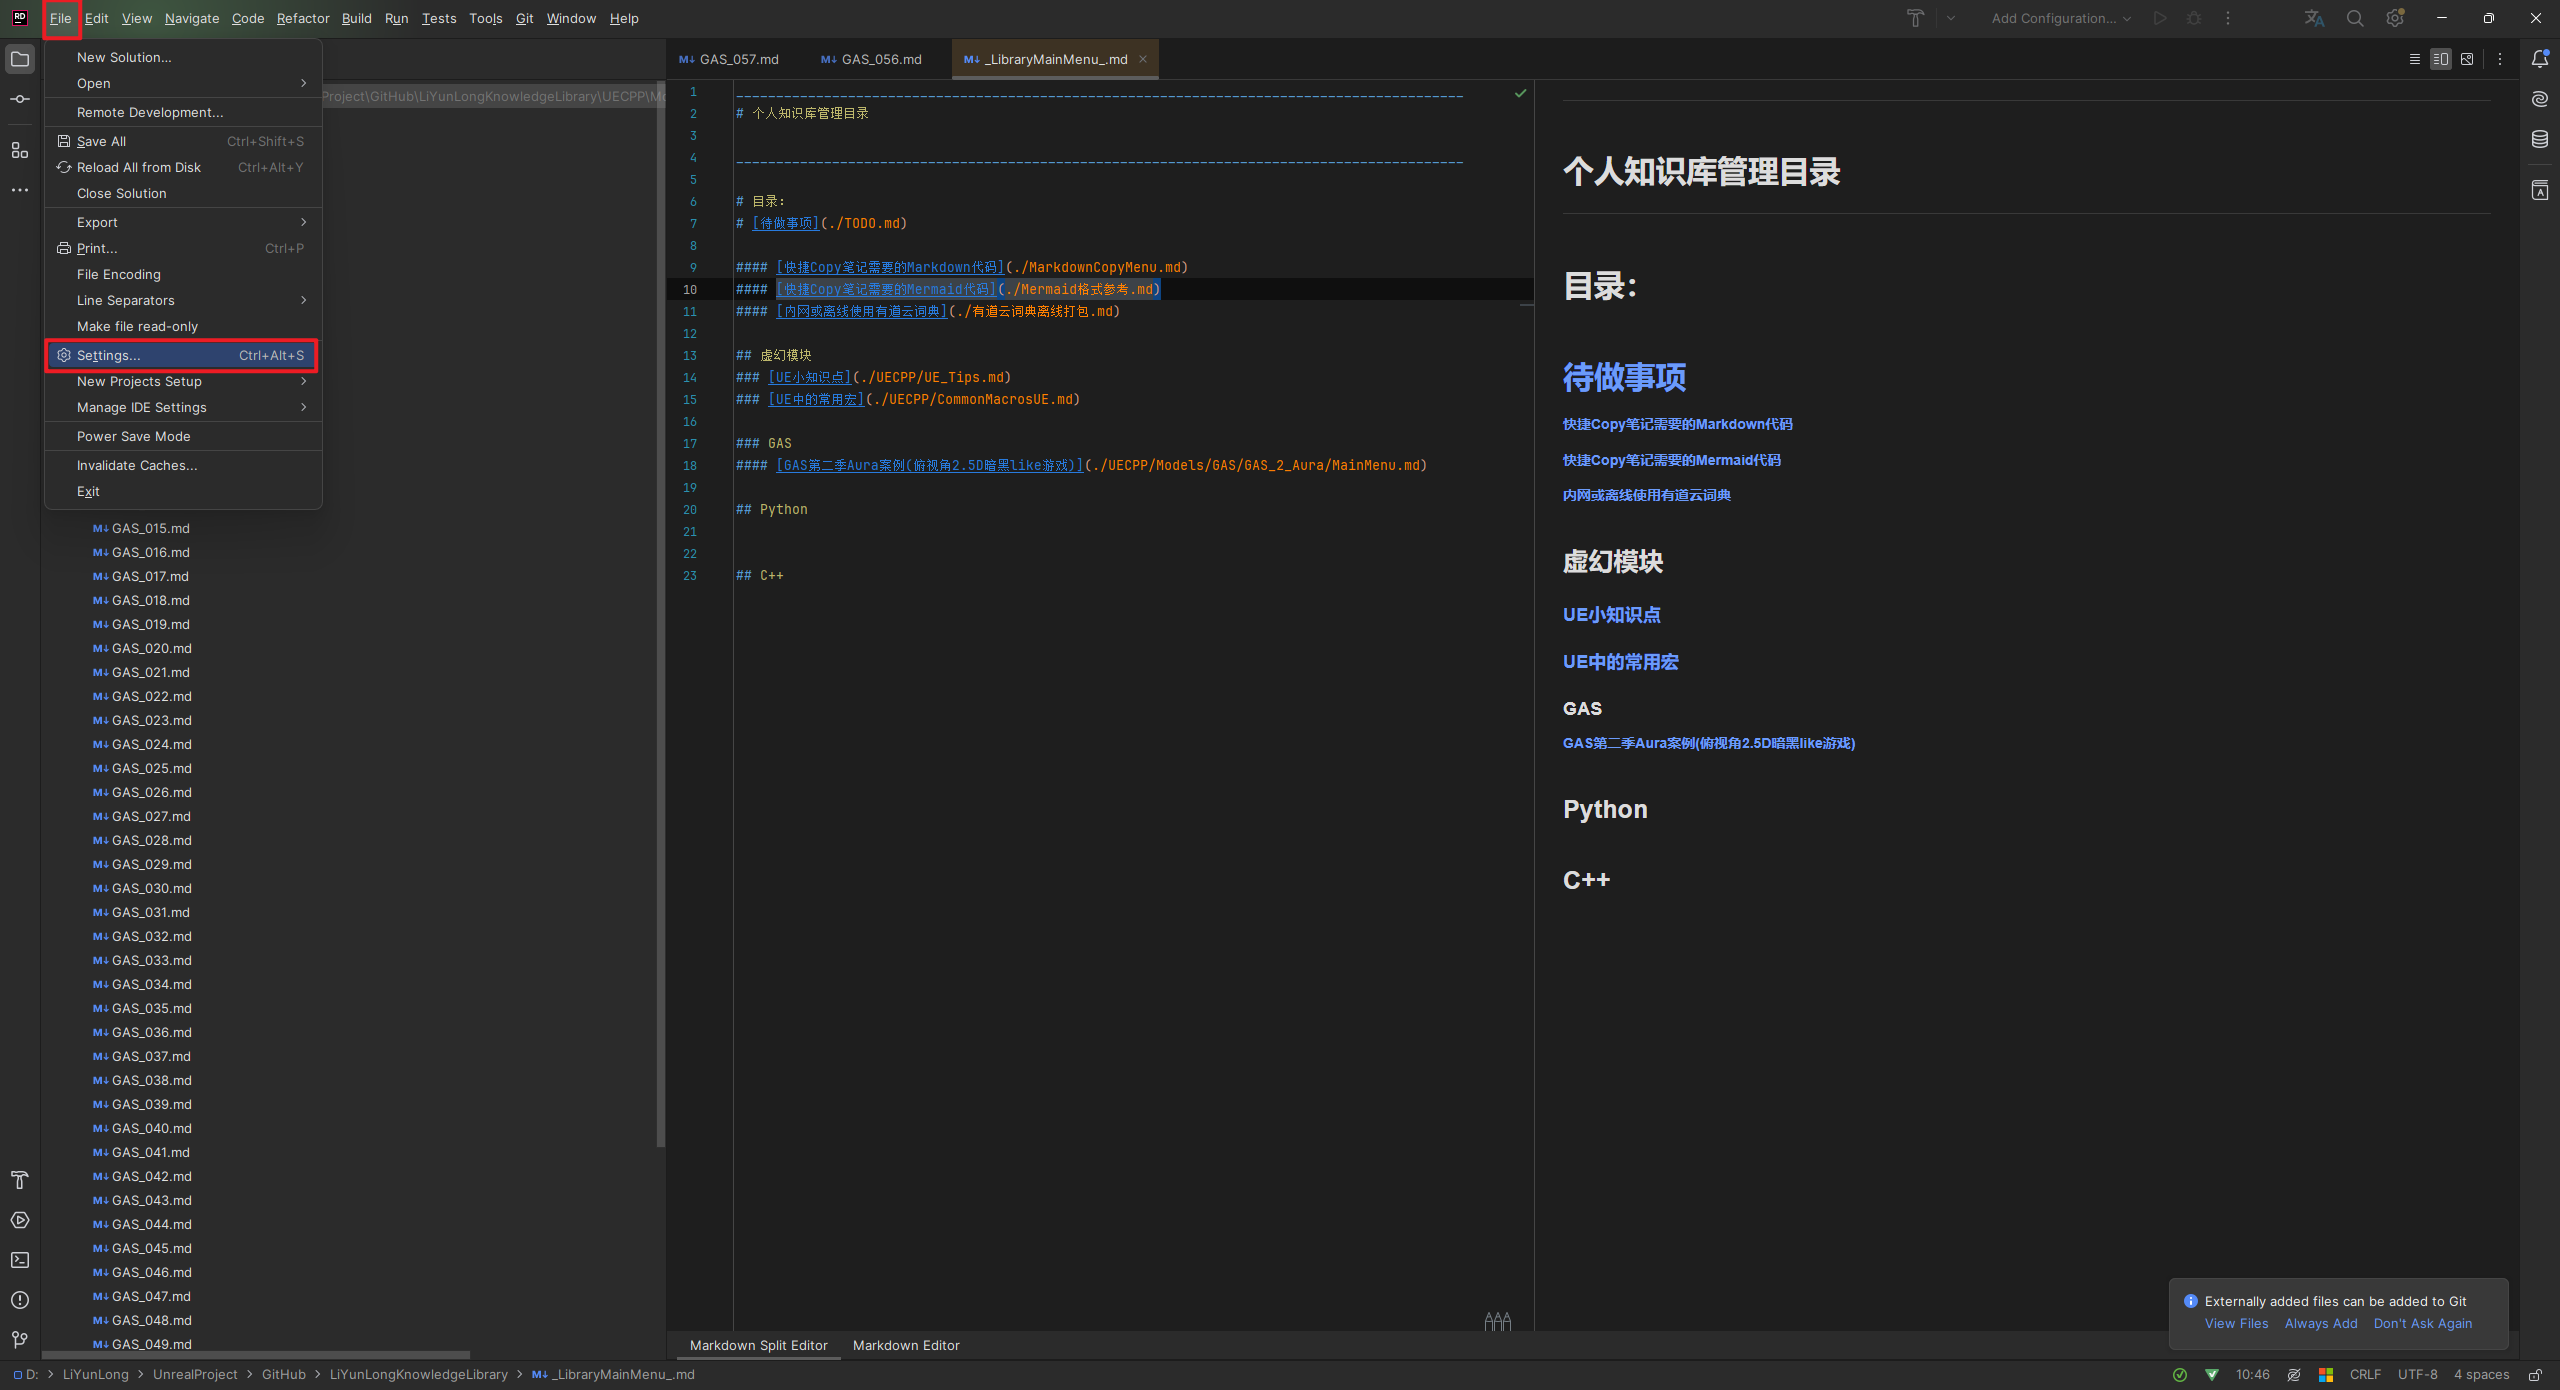 RD File Edit View Navigate Code Refactor Build Run Tests Tools Git Window Help Add Configuration...
New Solution...
Open
Remote Development...
Save All Ctrl+Shift+S
Reload All from Disk Ctrl+Alt+Y
Close Solution
Export
Print... Ctrl+P
File Encoding
Line Separators
Make file read-only
Settings... Ctrl+Alt+S
New Projects Setup
Manage IDE Settings
Power Save Mode
Invalidate Caches...
Exit
Project\GitHub\LiYunLongKnowledgeLibrary\UECPP\Mo
M↓ GAS_015.md
M↓ GAS_016.md
M↓ GAS_017.md
M↓ GAS_018.md
M↓ GAS_019.md
M↓ GAS_020.md
M↓ GAS_021.md
M↓ GAS_022.md
M↓ GAS_023.md
M↓ GAS_024.md
M↓ GAS_025.md
M↓ GAS_026.md
M↓ GAS_027.md
M↓ GAS_028.md
M↓ GAS_029.md
M↓ GAS_030.md
M↓ GAS_031.md
M↓ GAS_032.md
M↓ GAS_033.md
M↓ GAS_034.md
M↓ GAS_035.md
M↓ GAS_036.md
M↓ GAS_037.md
M↓ GAS_038.md
M↓ GAS_039.md
M↓ GAS_040.md
M↓ GAS_041.md
M↓ GAS_042.md
M↓ GAS_043.md
M↓ GAS_044.md
M↓ GAS_045.md
M↓ GAS_046.md
M↓ GAS_047.md
M↓ GAS_048.md
M↓ GAS_049.md
M↓ GAS_057.md M↓ GAS_056.md M↓ _LibraryMainMenu_.md
1
2 # 个人知识库管理目录
3
4
5
6 # 目录:
7 # [待做事项](./TODO.md)
8
9 #### [快捷Copy笔记需要的Markdown代码](./MarkdownCopyMenu.md)
10 #### [快捷Copy笔记需要的Mermaid代码](./Mermaid格式参考.md)
11 #### [内网或离线使用有道云词典](./有道云词典离线打包.md)
12
13 ## 虚幻模块
14 ### [UE小知识点](./UECPP/UE_Tips.md)
15 ### [UE中的常用宏](./UECPP/CommonMacrosUE.md)
16
17 ### GAS
18 #### [GAS第二季Aura案例(俯视角2.5D暗黑like游戏)](./UECPP/Models/GAS/GAS_2_Aura/MainMenu.md)
19
20 ## Python
21
22
23 ## C++
个人知识库管理目录
目录:
待做事项
快捷Copy笔记需要的Markdown代码
快捷Copy笔记需要的Mermaid代码
内网或离线使用有道云词典
虚幻模块
UE小知识点
UE中的常用宏
GAS
GAS第二季Aura案例(俯视角2.5D暗黑like游戏)
Python
C++
Externally added files can be added to Git
View Files Always Add Don't Ask Again
Markdown Split Editor Markdown Editor
D: > LiYunLong > UnrealProject > GitHub > LiYunLongKnowledgeLibrary > M↓ _LibraryMainMenu_.md 10:46 CRLF UTF-8 4 spaces